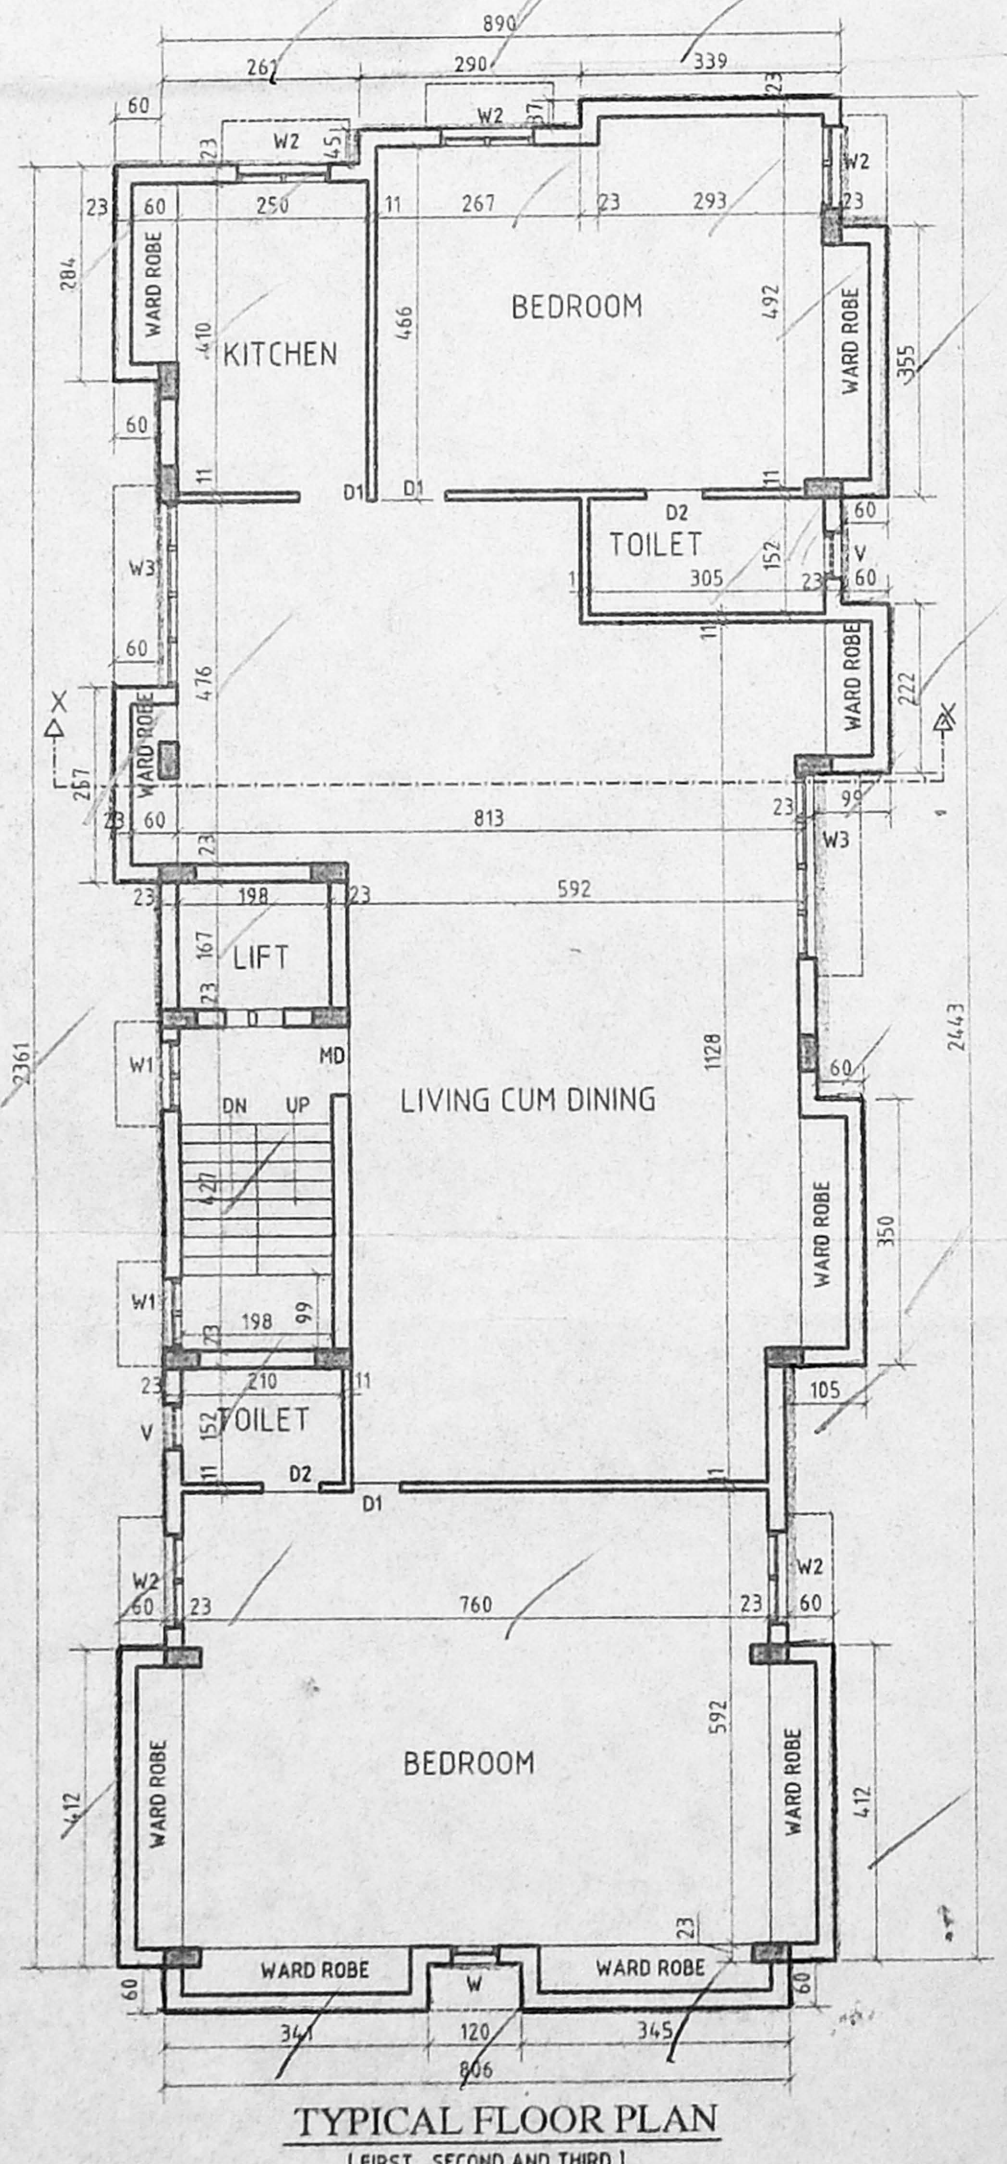 890
261 290 339
60 23
W2 W2 37
23 45 W2
23 60 250 11 267 23 293 23
284 WARD ROBE
BEDROOM
410 466 492 WARD ROBE 355
KITCHEN
60
11 D1 D1 11
D2 60
TOILET
W3 152 V
305 23 60
60 11
476 WARD ROBE 222
X X
WARD ROBE
257
23 60 813 23 99
23 W3
23 198 23 592
167 LIFT
23
2361 2443
W1 MD 1128
60
DN UP LIVING CUM DINING
427 WARD ROBE 350
W1 99
198
23
23 210 11 105
V 152 TOILET
11 D2 11
D1
W2 W2
60 23 760 23 60
592
BEDROOM
412 WARD ROBE WARD ROBE 412
23
WARD ROBE WARD ROBE
60 W 60
341 120 345
806
TYPICAL FLOOR PLAN
[FIRST, SECOND AND THIRD]